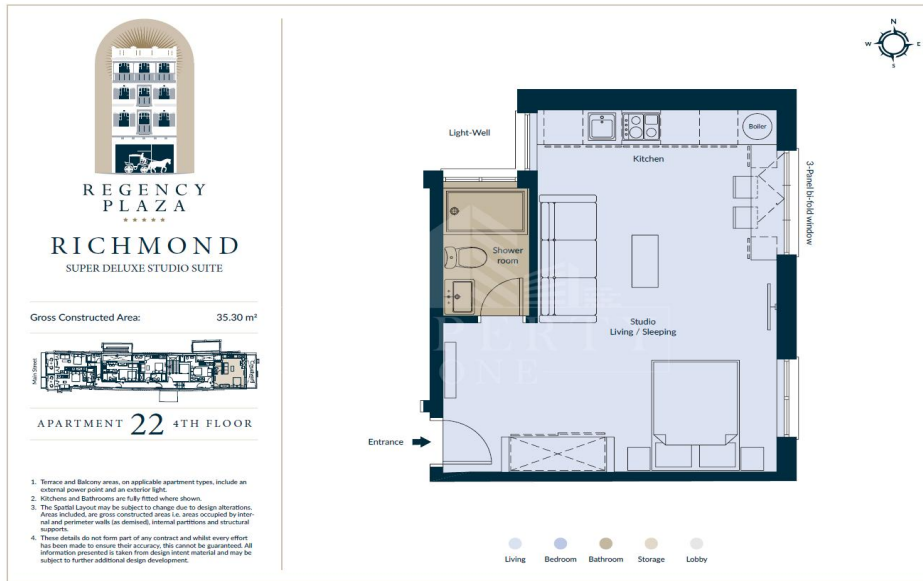 REGENCY
PLAZA
RICHMOND
SUPER DELUXE STUDIO SUITE
Gross Constructed Area: 35.30 m²
Main Street
APARTMENT 22 4TH FLOOR
1. Terrace and Balcony areas, on applicable apartment types, include an
external power point and an exterior light.
2. Kitchens and Bathrooms are fully fitted where shown.
3. The Spatial Layout may be subject to change due to design alterations.
Areas included, are gross constructed areas i.e. areas occupied by inter-
nal and perimeter walls (as demised), internal partitions and structural
supports.
4. These details do not form part of any contract and whilst every effort
has been made to ensure their accuracy, this cannot be guaranteed. All
information presented is taken from design intent material and may be
subject to further additional design development.
N
W E
S
Light-Well
Boiler
Kitchen
3-Panel bi-fold window
Shower
room
Studio
Living / Sleeping
Entrance
Living Bedroom Bathroom Storage Lobby